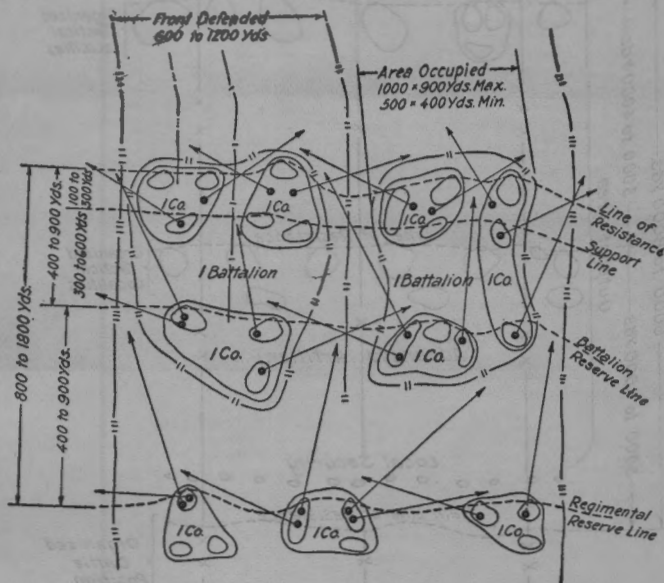 Front Defended
600 to 1200 Yds
Area Occupied
1000 × 900 Yds. Max.
500 × 400 Yds. Min.
800 to 1800 Yds.
400 to 900 Yds.
100 to
500 Yds
300 to 600 Yds
400 to 900 Yds.
1 Co.
1 Co.
1 Co.
1 Co.
1 Battalion
1 Battalion
1 Co.
1 Co.
1 Co.
1 Co.
1 Co.
Line of
Resistance
Support
Line
Battalion
Reserve Line
Regimental
Reserve Line